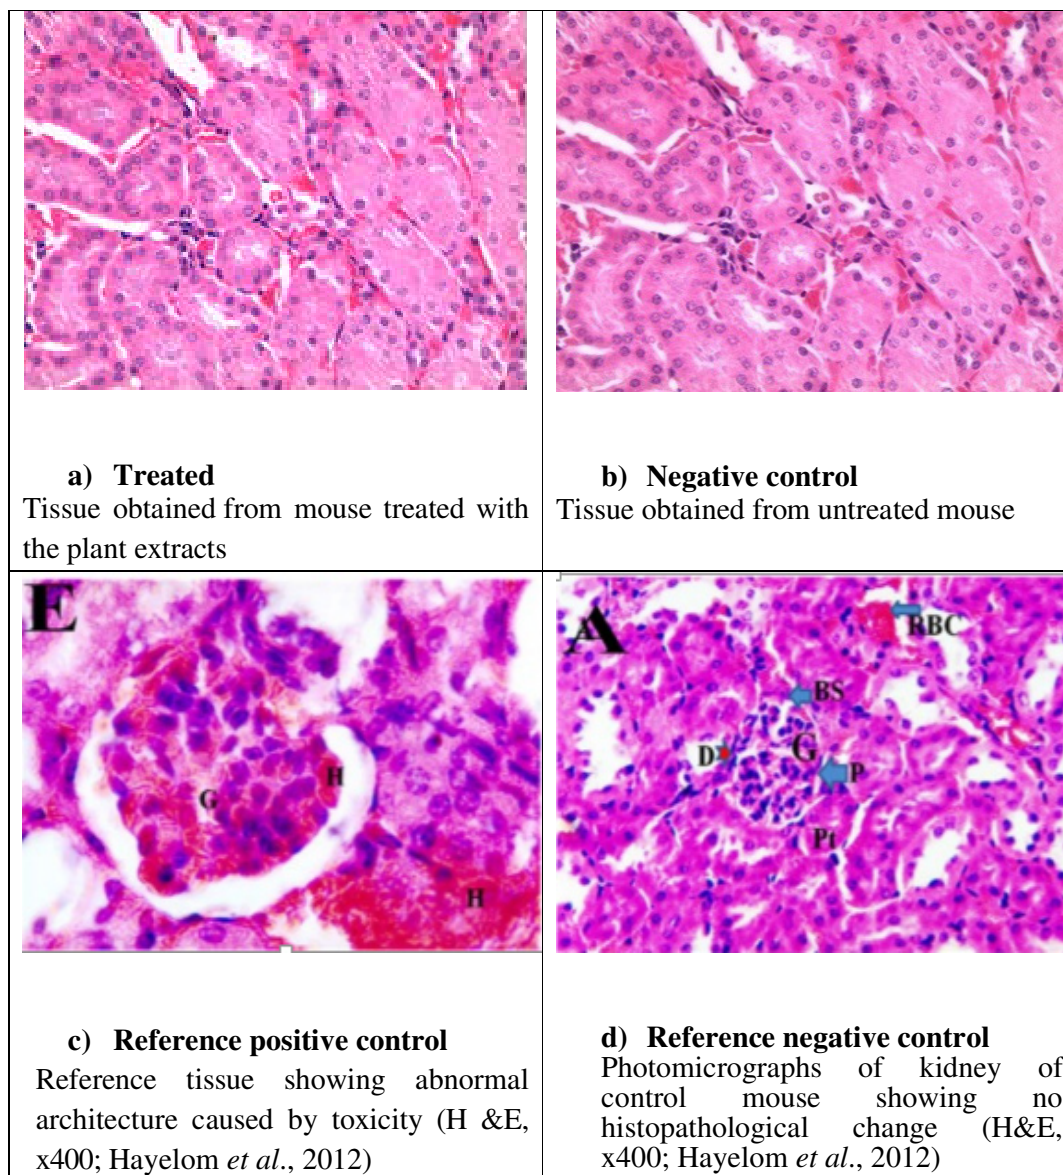 a) Treated
Tissue obtained from mouse treated with
the plant extracts
b) Negative control
Tissue obtained from untreated mouse
E
H
G
H
A
RBC
BS
D
G
P
Pt
c) Reference positive control
Reference tissue showing abnormal
architecture caused by toxicity (H &E,
x400; Hayelom et al., 2012)
d) Reference negative control
Photomicrographs of kidney of
control mouse showing no
histopathological change (H&E,
x400; Hayelom et al., 2012)